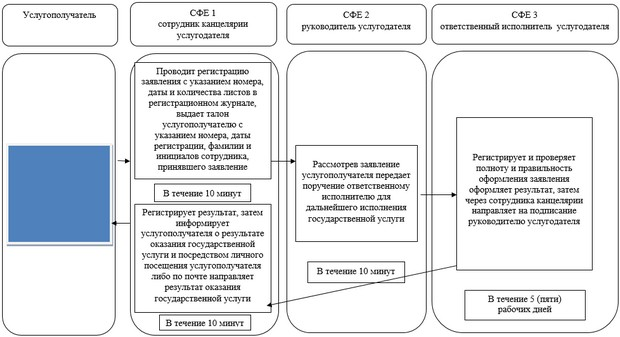 Услугополучатель
СФЕ 1
сотрудник канцелярии
услугодателя
СФЕ 2
руководитель услугодателя
СФЕ 3
ответственный исполнитель услугодателя
Проводит регистрацию
заявления с указанием номера,
даты и количества листов в
регистрационном журнале,
выдает талон
услугополучателю с
указанием номера, даты
регистрации, фамилии и
инициалов сотрудника,
принявшего заявление
В течение 10 минут
Регистрирует результат, затем
информирует
услугополучателя о результате
оказания государственной
услуги и посредством личного
посещения услугополучателя
либо по почте направляет
результат оказания
государственной услуги
В течение 10 минут
Рассмотрев заявление
услугополучателя передает
поручение ответственному
исполнителю для
дальнейшего исполнения
государственной услуги
В течение 10 минут
Регистрирует и проверяет
полноту и правильность
оформления заявления
оформляет результат, затем
через сотрудника канцелярии
направляет на подписание
руководителю услугодателя
В течение 5 (пяти)
рабочих дней